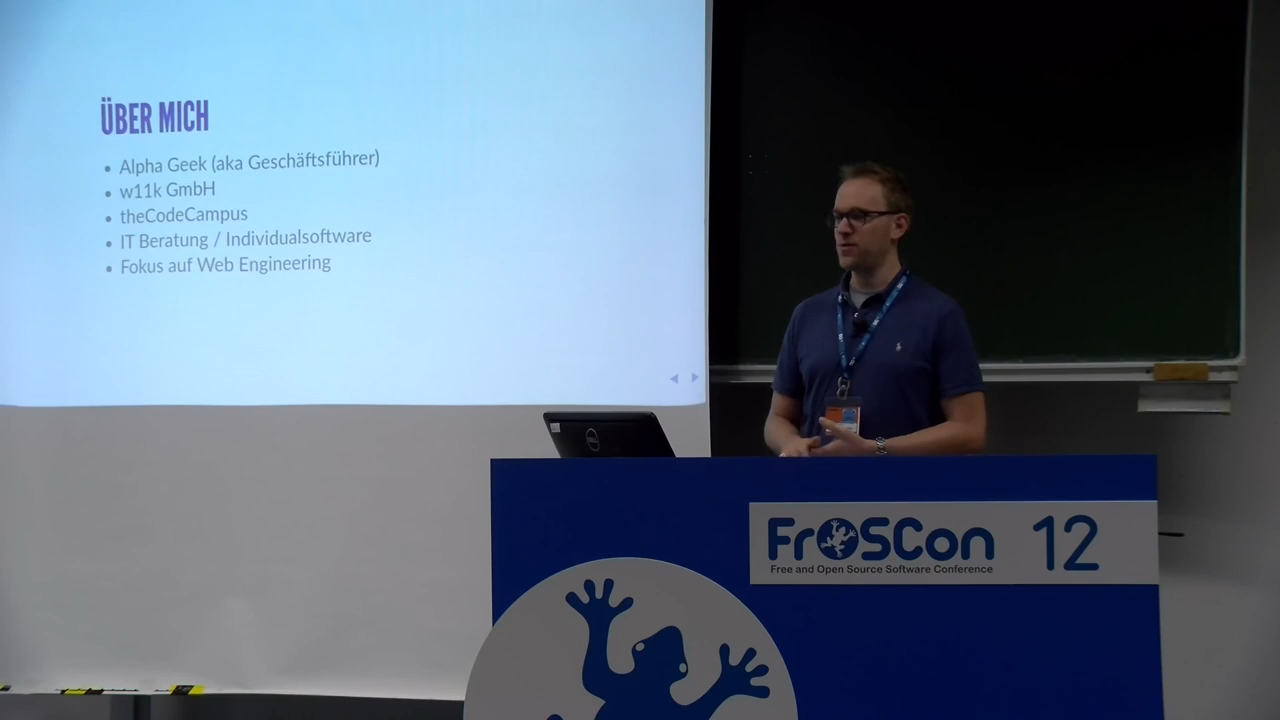 ÜBER MICH
Alpha Geek (aka Geschäftsführer)
w11k GmbH
theCodeCampus
IT Beratung / Individualsoftware
Fokus auf Web Engineering
DELL
FrOSCon 12
Free and Open Source Software Conference